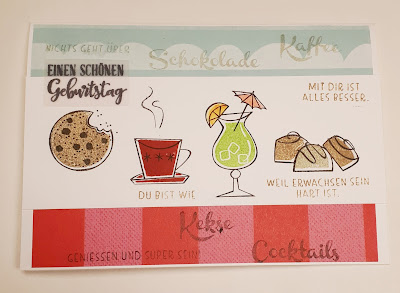 NICHTS GEHT ÜBER
Kaffee
Schokolade
EINEN SCHÖNEN
Geburtstag
MIT DIR IST
ALLES BESSER.
DU BIST WIE
WEIL ERWACHSEN SEIN
HART IST.
Kekse
GENIESSEN UND SUPER SEIN!
Cocktails